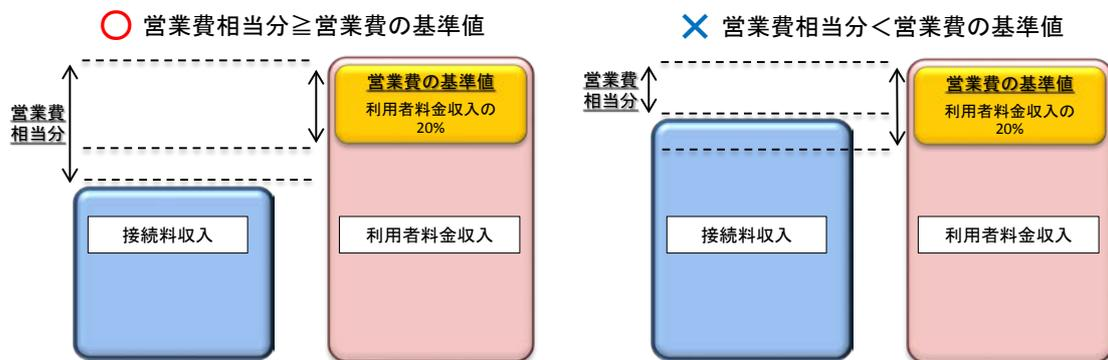 ○ 営業費相当分≧営業費の基準値
営業費
相当分
営業費の基準値
利用者料金収入の
20%
接続料収入
利用者料金収入
× 営業費相当分<営業費の基準値
営業費
相当分
営業費の基準値
利用者料金収入の
20%
接続料収入
利用者料金収入